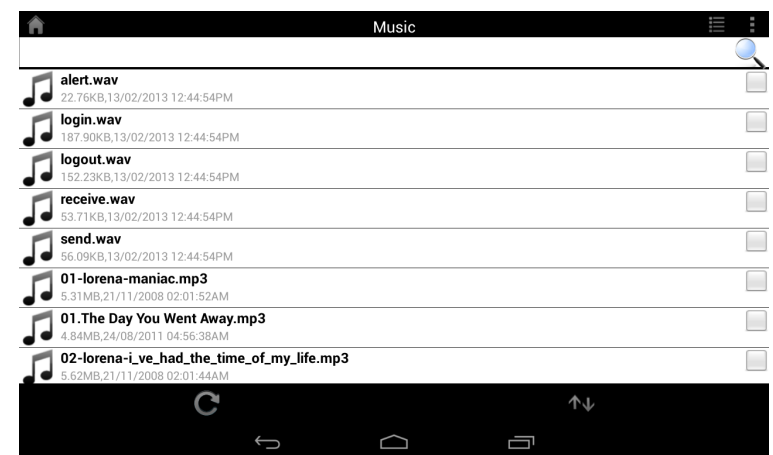 Music
alert.wav
22.76KB,13/02/2013 12:44:54PM
login.wav
187.90KB,13/02/2013 12:44:54PM
logout.wav
152.23KB,13/02/2013 12:44:54PM
receive.wav
53.71KB,13/02/2013 12:44:54PM
send.wav
56.09KB,13/02/2013 12:44:54PM
01-lorena-maniac.mp3
5.31MB,21/11/2008 02:01:52AM
01.The Day You Went Away.mp3
4.84MB,24/08/2011 04:56:38AM
02-lorena-i_ve_had_the_time_of_my_life.mp3
5.62MB,21/11/2008 02:01:44AM